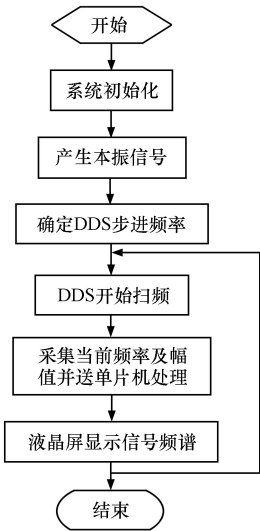 开始
系统初始化
产生本振信号
确定DDS步进频率
DDS开始扫频
采集当前频率及幅
值并送单片机处理
液晶屏显示信号频谱
结束